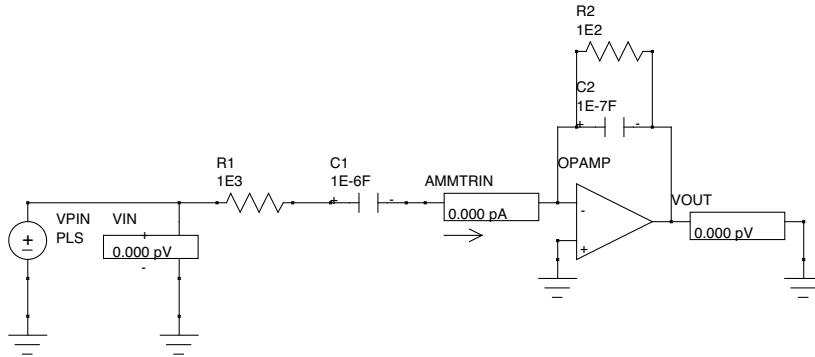 R2
1E2
C2
1E-7F
+ -
R1
1E3
C1
1E-6F
+ -
AMMTRIN
0.000 pA
OPAMP
-
+
VOUT
0.000 pV
VPIN
PLS
±
VIN
+
0.000 pV
-